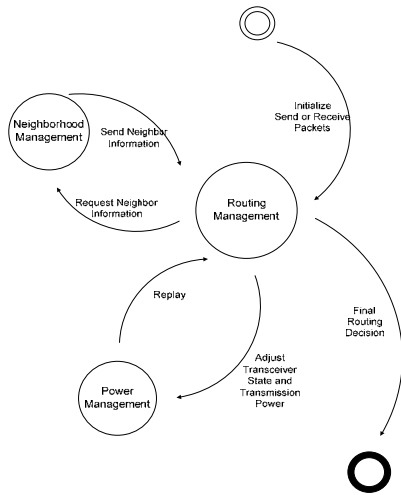 Initialize
Send or Receive
Packets
Neighborhood
Management
Send Neighbor
Information
Request Neighbor
Information
Routing
Management
Replay
Final
Routing
Decision
Adjust
Transceiver
State and
Transmission
Power
Power
Management